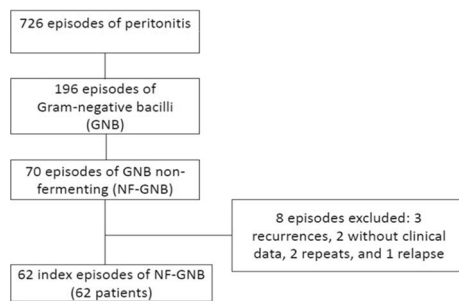 726 episodes of peritonitis
196 episodes of
Gram-negative bacilli
(GNB)
70 episodes of GNB non-
fermenting (NF-GNB)
8 episodes excluded: 3
recurrences, 2 without clinical
data, 2 repeats, and 1 relapse
62 index episodes of NF-GNB
(62 patients)